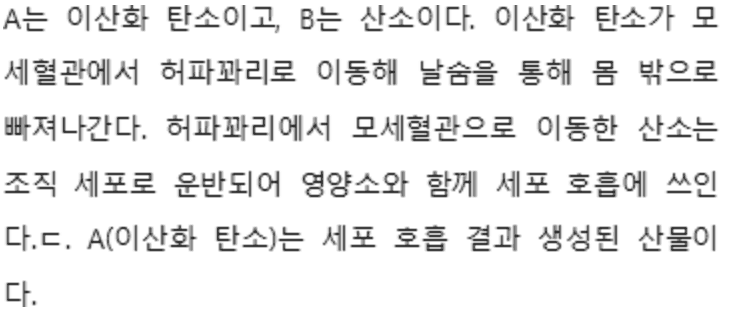 A는 이산화 탄소이고, B는 산소이다. 이산화 탄소가 모
세혈관에서 허파꽈리로 이동해 날숨을 통해 몸 밖으로
빠져나간다. 허파꽈리에서 모세혈관으로 이동한 산소는
조직 세포로 운반되어 영양소와 함께 세포 호흡에 쓰인
다.ㄷ. A(이산화 탄소)는 세포 호흡 결과 생성된 산물이
다.